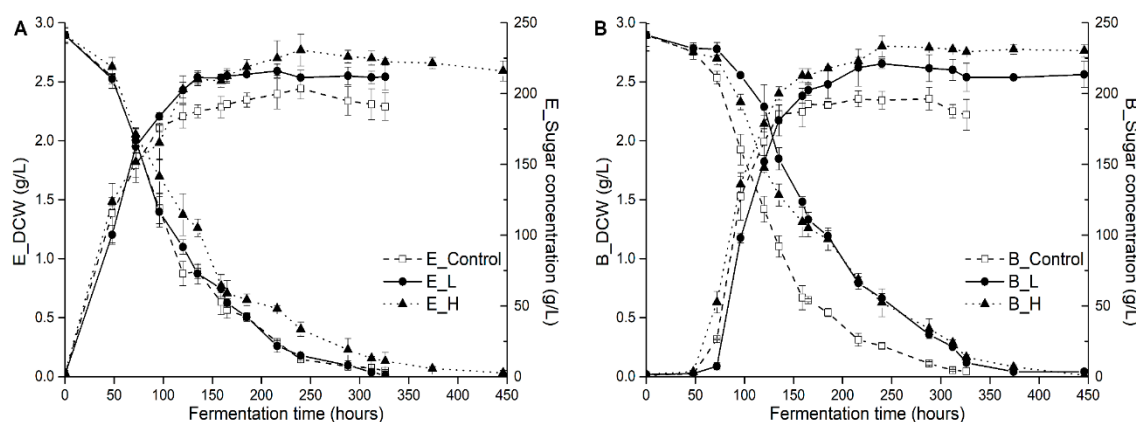 A
E_DCW (g/L)
3.0
2.5
2.0
1.5
1.0
0.5
0.0
250
200
150
100
50
0
E_Sugar concentration (g/L)
E_Control
E_L
E_H
0 50 100 150 200 250 300 350 400 450
Fermentation time (hours)
B
B_DCW (g/L)
3.0
2.5
2.0
1.5
1.0
0.5
0.0
250
200
150
100
50
0
B_Sugar concentration (g/L)
B_Control
B_L
B_H
0 50 100 150 200 250 300 350 400 450
Fermentation time (hours)